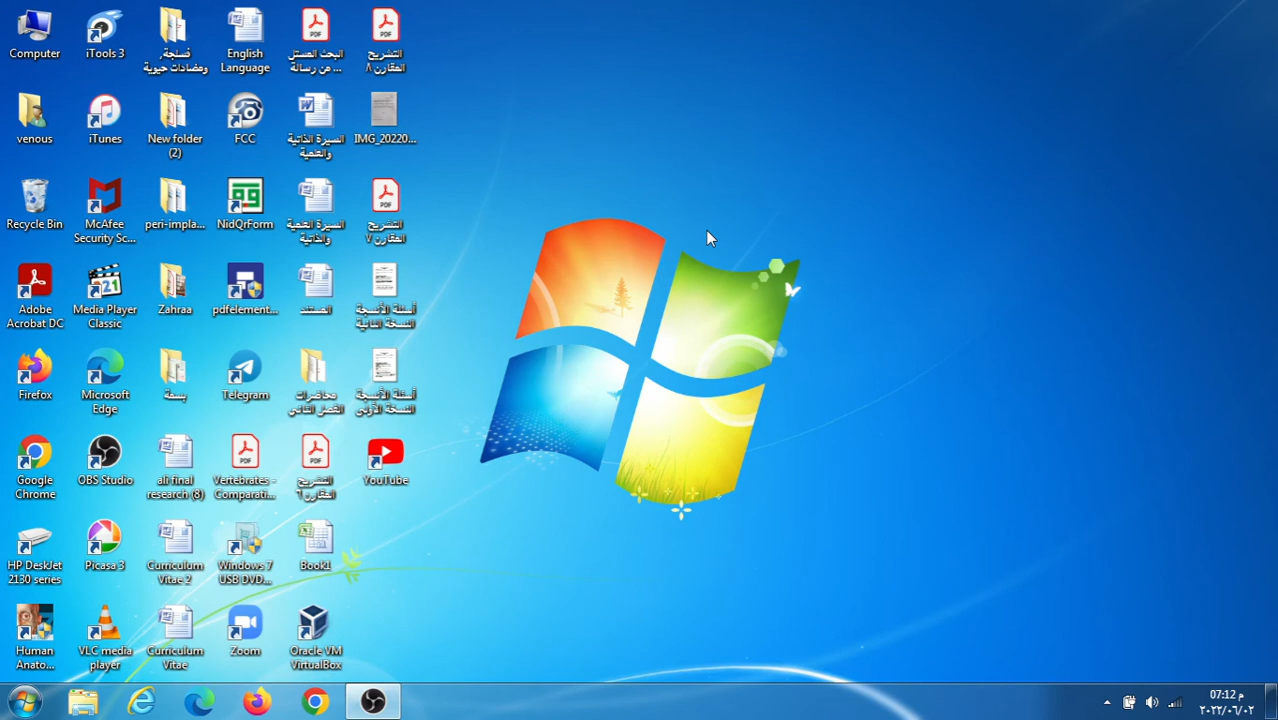 Computer
iTools 3
فسلجة,
ومضادات حيوية
English
Language
البحث المستل
من رسالة ...
التشريح
المقارن ٨
venous
iTunes
New folder
(2)
FCC
السيرة الذاتية
والعلمية
IMG_20220...
Recycle Bin
McAfee
Security Sc...
peri-impla...
NidQrForm
السيرة العلمية
والذاتية
التشريح
المقارن ٧
Adobe
Acrobat DC
Media Player
Classic
Zahraa
pdfelement...
المستند
أسئلة الأنسجة
النسخة الثانية
Firefox
Microsoft
Edge
بسمة
Telegram
محاضرات
الفصل الثاني
أسئلة الأنسجة
النسخة الأولى
Google
Chrome
OBS Studio
ali final
research (8)
Vertebrates -
Comparati...
التشريح
المقارن ٦
YouTube
HP DeskJet
2130 series
Picasa 3
Curriculum
Vitae 2
Windows 7
USB DVD...
Book1
Human
Anato...
VLC media
player
Curriculum
Vitae
Zoom
Oracle VM
VirtualBox
07:12 م
٢٠٢٢/٠٦/٠٢